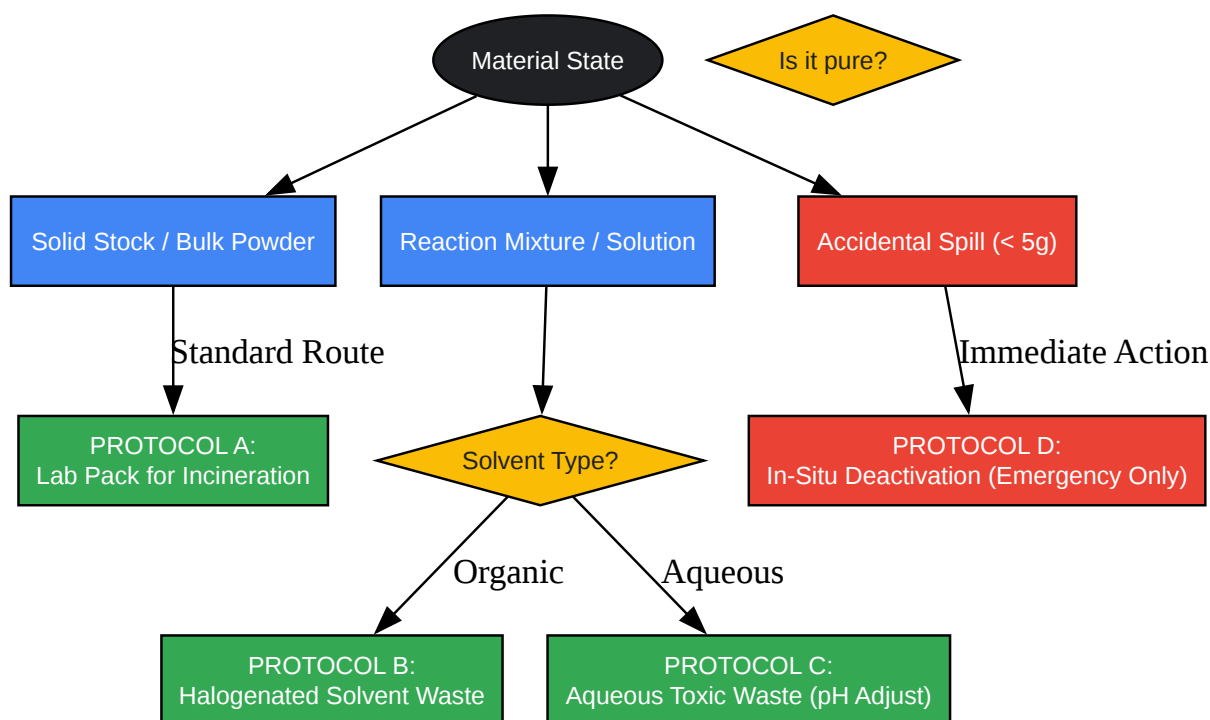 Material State
Is it pure?
Solid Stock / Bulk Powder
Reaction Mixture / Solution
Accidental Spill (< 5g)
Standard Route
Immediate Action
PROTOCOL A:
Lab Pack for Incineration
Solvent Type?
PROTOCOL D:
In-Situ Deactivation (Emergency Only)
Organic
Aqueous
PROTOCOL B:
Halogenated Solvent Waste
PROTOCOL C:
Aqueous Toxic Waste (pH Adjust)